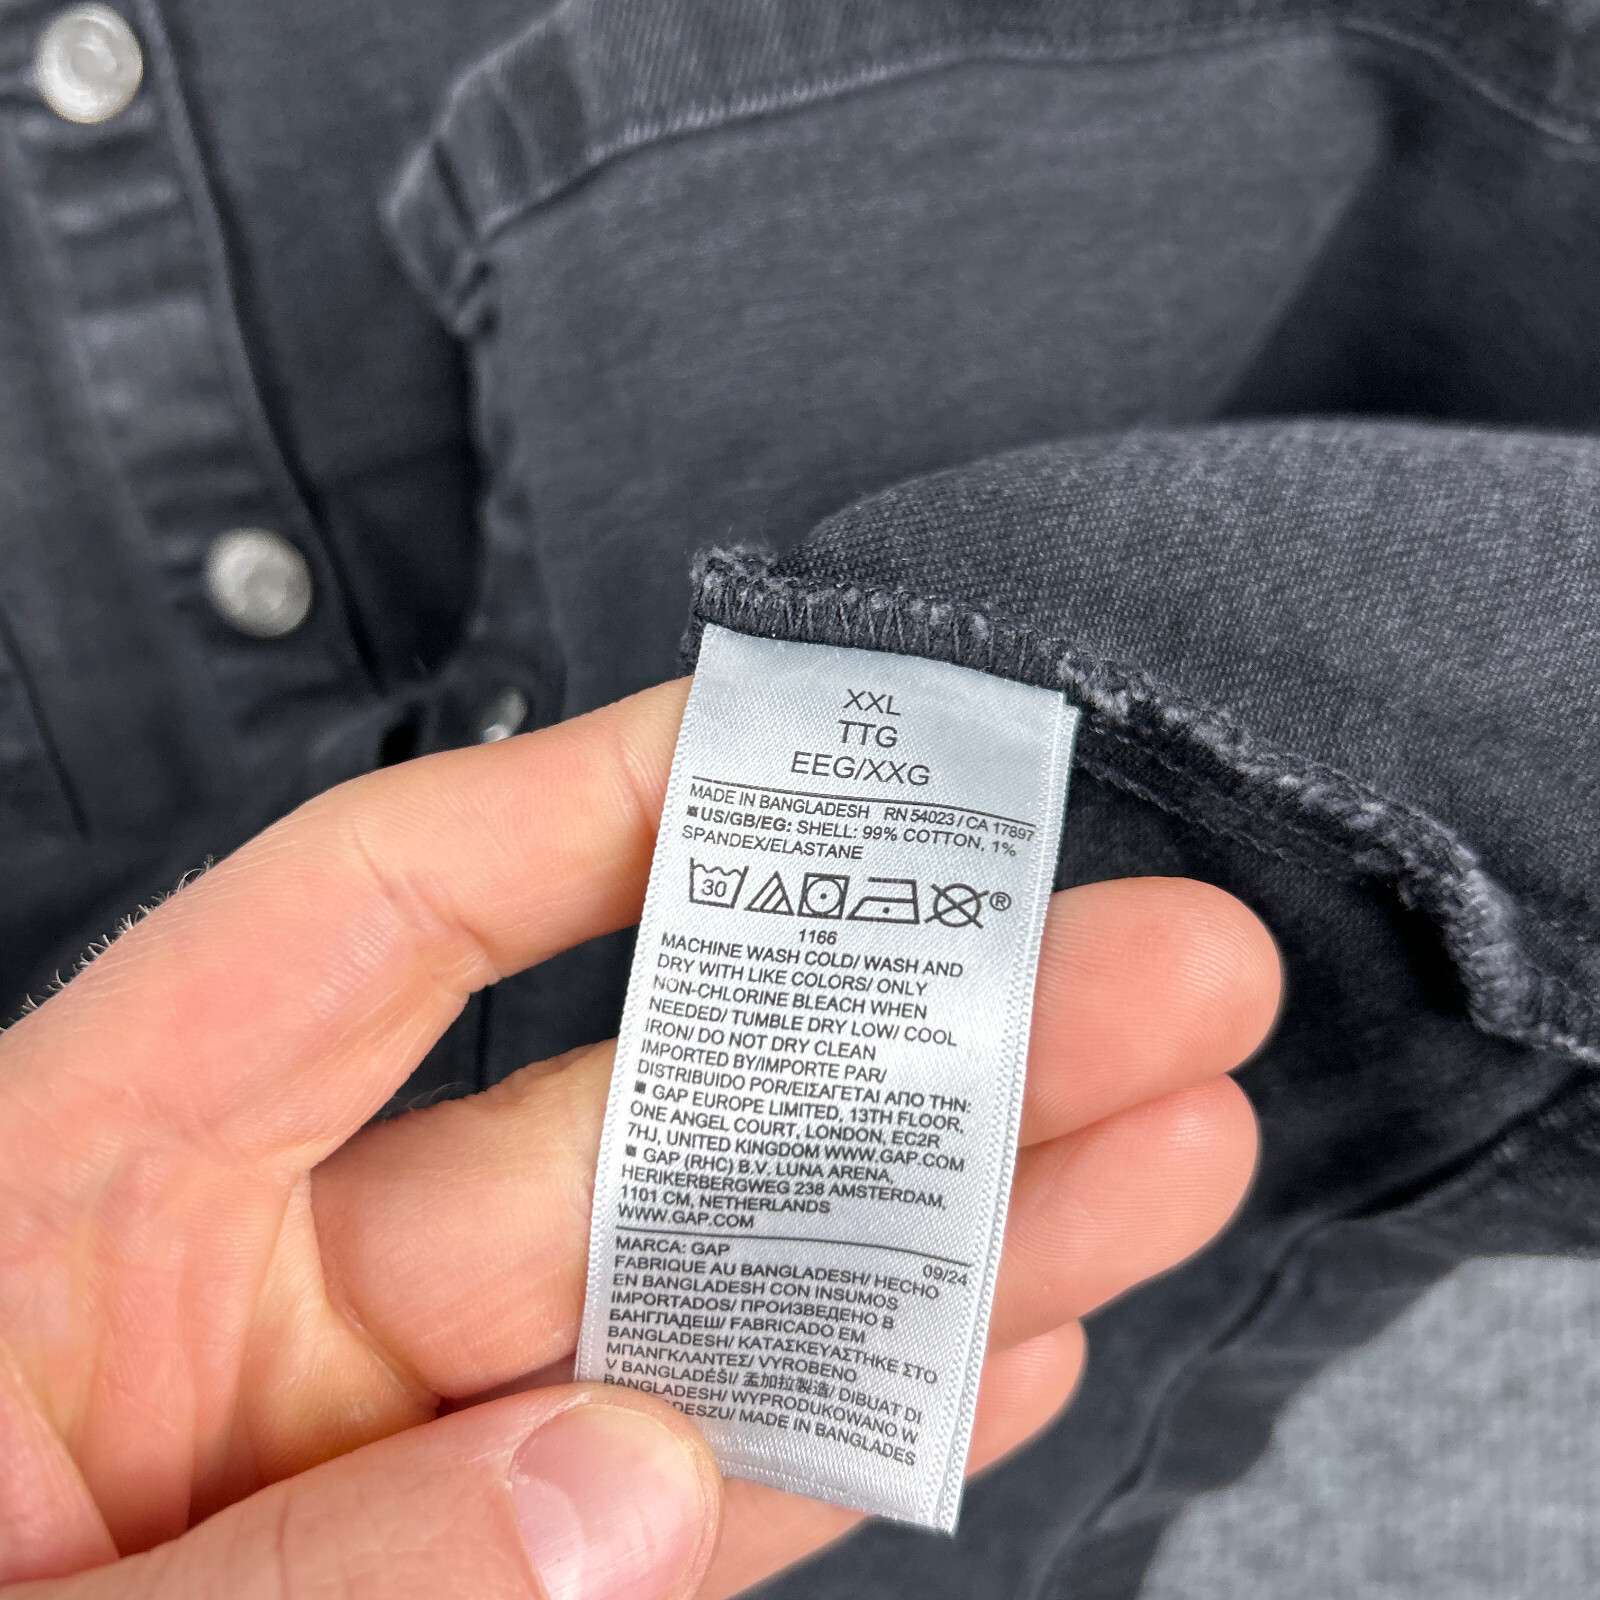 XXL
TTG
EEG/XXG
MADE IN BANGLADESH RN 54023 / CA 17897
■US/GB/EG: SHELL: 99% COTTON, 1%
SPANDEX/ELASTANE
30 ®
1166
MACHINE WASH COLD/ WASH AND
DRY WITH LIKE COLORS/ ONLY
NON-CHLORINE BLEACH WHEN
NEEDED/ TUMBLE DRY LOW/ COOL
IRON/ DO NOT DRY CLEAN
IMPORTED BY/IMPORTE PAR/
DISTRIBUIDO POR/ΕΙΣΑΓΕΤΑΙ ΑΠΟ ΤΗΝ:
■ GAP EUROPE LIMITED, 13TH FLOOR,
ONE ANGEL COURT, LONDON, EC2R
7HJ, UNITED KINGDOM WWW.GAP.COM
■ GAP (RHC) B.V. LUNA ARENA,
HERIKERBERGWEG 238 AMSTERDAM,
1101 CM, NETHERLANDS
WWW.GAP.COM
MARCA: GAP 09/24
FABRIQUE AU BANGLADESH/ HECHO
EN BANGLADESH CON INSUMOS
IMPORTADOS/ ПРОИЗВЕДЕНО В
БАНГЛАДЕШ/ FABRICADO EM
BANGLADESH/ ΚΑΤΑΣΚΕΥΑΣΤΗΚΕ ΣΤΟ
ΜΠΑΝΓΚΛΑΝΤΕΣ/ VYROBENO
V BANGLADÉŠI/ 孟加拉製造/ DIBUAT DI
BANGLADESH/ WYPRODUKOWANO W
DESZU/ MADE IN BANGLADES